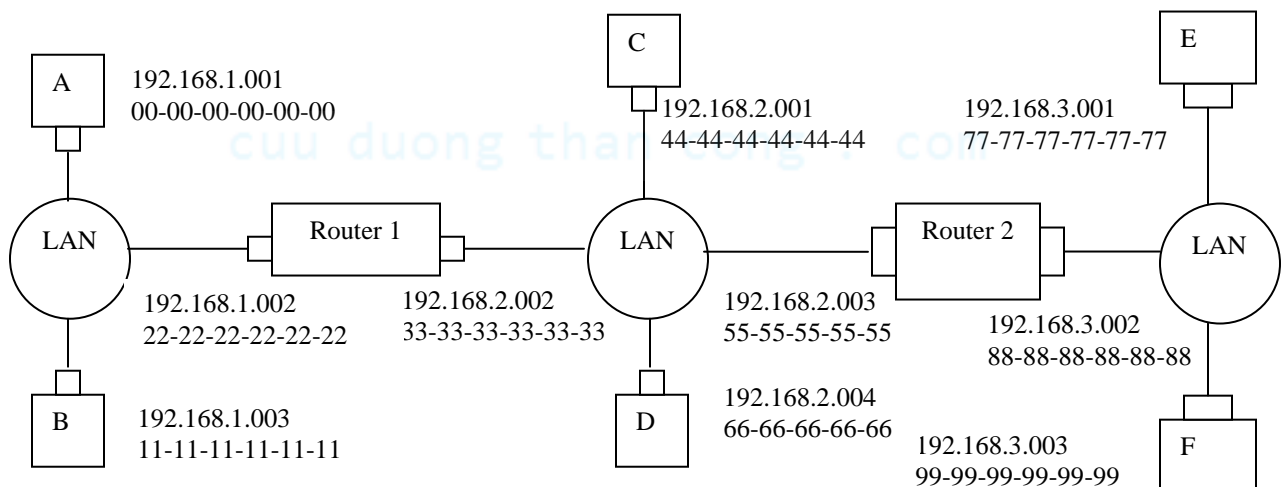 A
192.168.1.001
00-00-00-00-00-00
C
192.168.2.001
44-44-44-44-44-44
E
192.168.3.001
77-77-77-77-77-77
cuu duong than cong . com
LAN
Router 1
LAN
Router 2
LAN
192.168.1.002
22-22-22-22-22-22
192.168.2.002
33-33-33-33-33-33
192.168.2.003
55-55-55-55-55
192.168.3.002
88-88-88-88-88-88
B
192.168.1.003
11-11-11-11-11-11
D
192.168.2.004
66-66-66-66-66
192.168.3.003
99-99-99-99-99-99
F